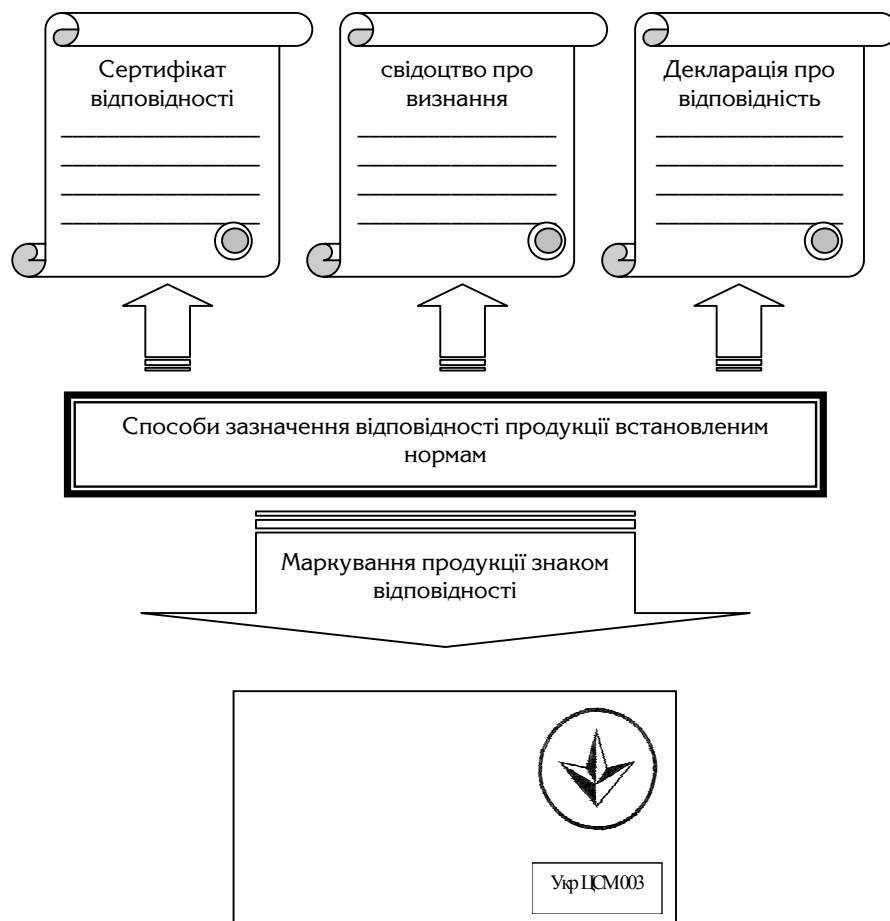 Сертифікат
відповідності
свідоцтво про
визнання
Декларація про
відповідність
Способи зазначення відповідності продукції встановленим
нормам
Маркування продукції знаком
відповідності
Укр ЦСМ 003